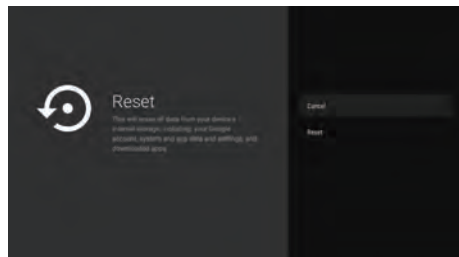 Reset
This will erase all data from your device's
internal storage, including: your Google
account, system and app data and settings, and
downloaded apps.
Cancel
Reset